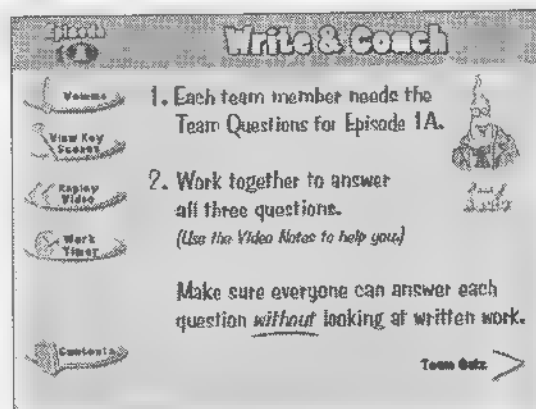 Episode
1A
Write & Coach
Volume
View Key
Scenes
Replay
Video
Work
Timer
Contents
1. Each team member needs the
Team Questions for Episode 1A.
2. Work together to answer
all three questions.
(Use the Video Notes to help you.)
Make sure everyone can answer each
question without looking at written work.
Team Quiz